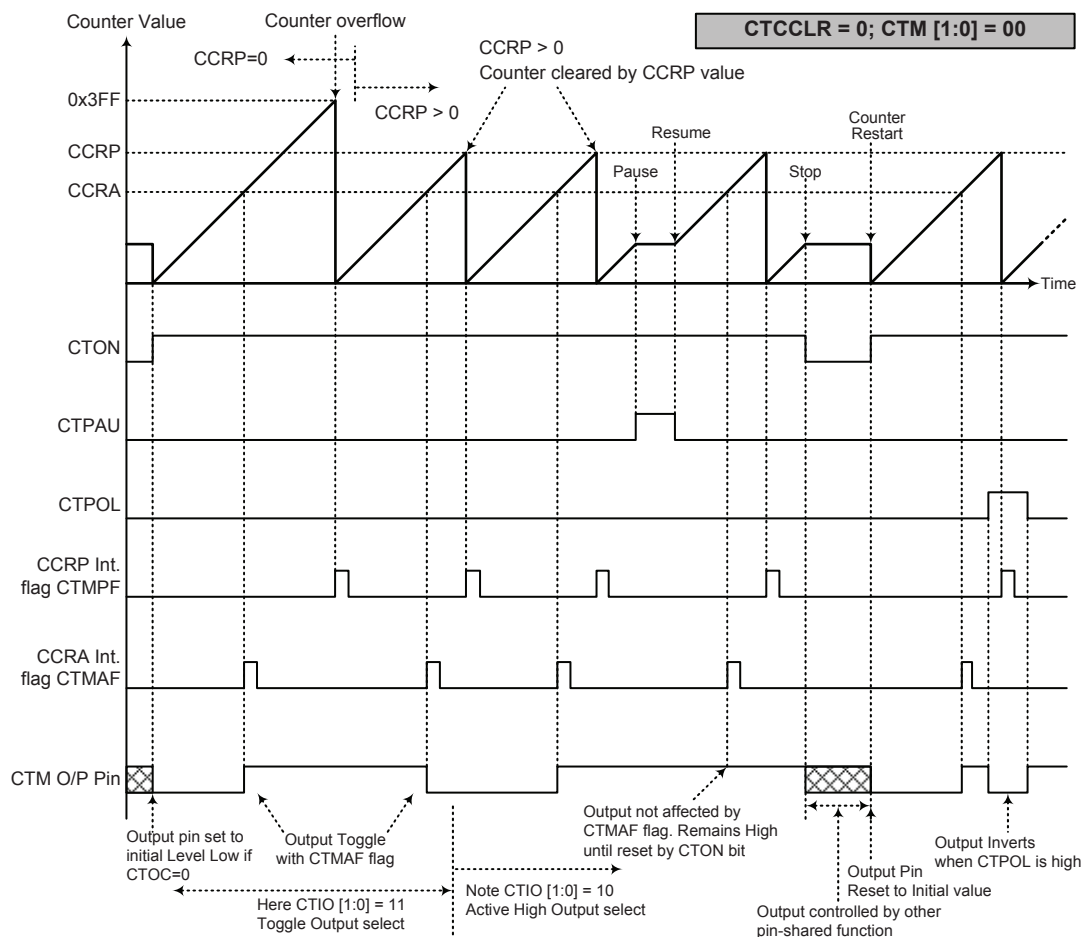 Counter Value
Counter overflow
CTCCLR = 0; CTM [1:0] = 00
CCRP=0
CCRP > 0
CCRP > 0
Counter cleared by CCRP value
0x3FF
CCRP
CCRA
Pause
Resume
Stop
Counter
Restart
Time
CTON
CTPAU
CTPOL
CCRP Int.
flag CTMPF
CCRA Int.
flag CTMAF
CTM O/P Pin
Output pin set to
initial Level Low if
CTOC=0
Output Toggle
with CTMAF flag
Here CTIO [1:0] = 11
Toggle Output select
Note CTIO [1:0] = 10
Active High Output select
Output not affected by
CTMAF flag. Remains High
until reset by CTON bit
Output controlled by other
pin-shared function
Output Pin
Reset to Initial value
Output Inverts
when CTPOL is high